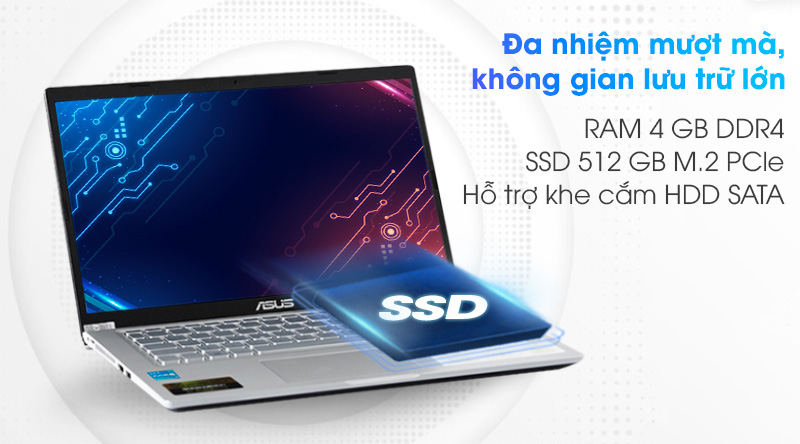 Đa nhiệm mượt mà,
không gian lưu trữ lớn
RAM 4 GB DDR4
SSD 512 GB M.2 PCIe
Hỗ trợ khe cắm HDD SATA
ASUS
SSD